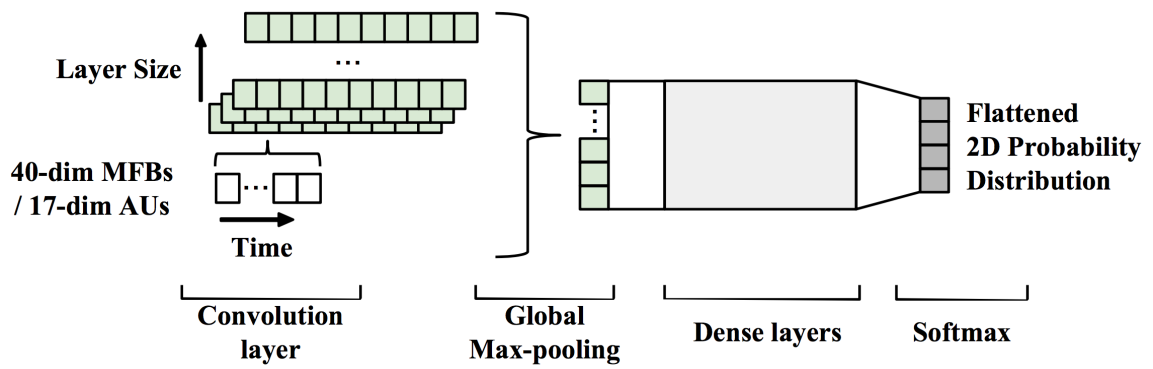 Layer Size
...
40-dim MFBs
/ 17-dim AUs
...
Time
...
Flattened
2D Probability
Distribution
Convolution
layer
Global
Max-pooling
Dense layers
Softmax